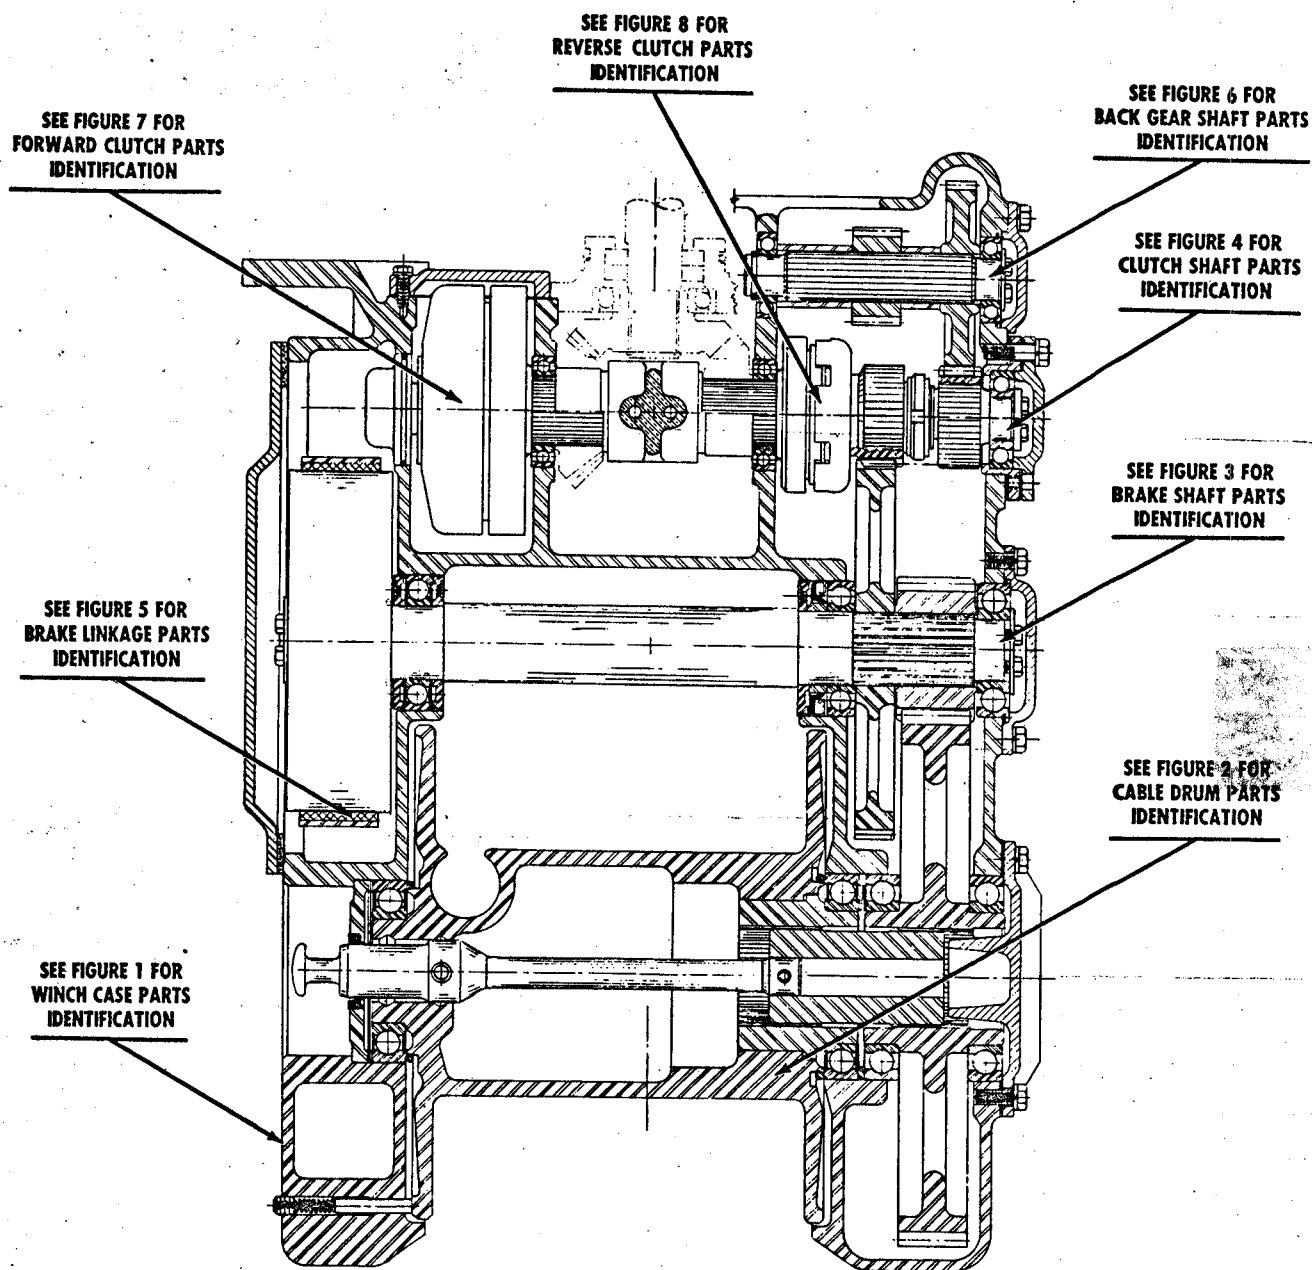 SEE FIGURE 8 FOR
REVERSE CLUTCH PARTS
IDENTIFICATION
SEE FIGURE 6 FOR
BACK GEAR SHAFT PARTS
IDENTIFICATION
SEE FIGURE 7 FOR
FORWARD CLUTCH PARTS
IDENTIFICATION
SEE FIGURE 4 FOR
CLUTCH SHAFT PARTS
IDENTIFICATION
SEE FIGURE 3 FOR
BRAKE SHAFT PARTS
IDENTIFICATION
SEE FIGURE 5 FOR
BRAKE LINKAGE PARTS
IDENTIFICATION
SEE FIGURE 2 FOR
CABLE DRUM PARTS
IDENTIFICATION
SEE FIGURE 1 FOR
WINCH CASE PARTS
IDENTIFICATION